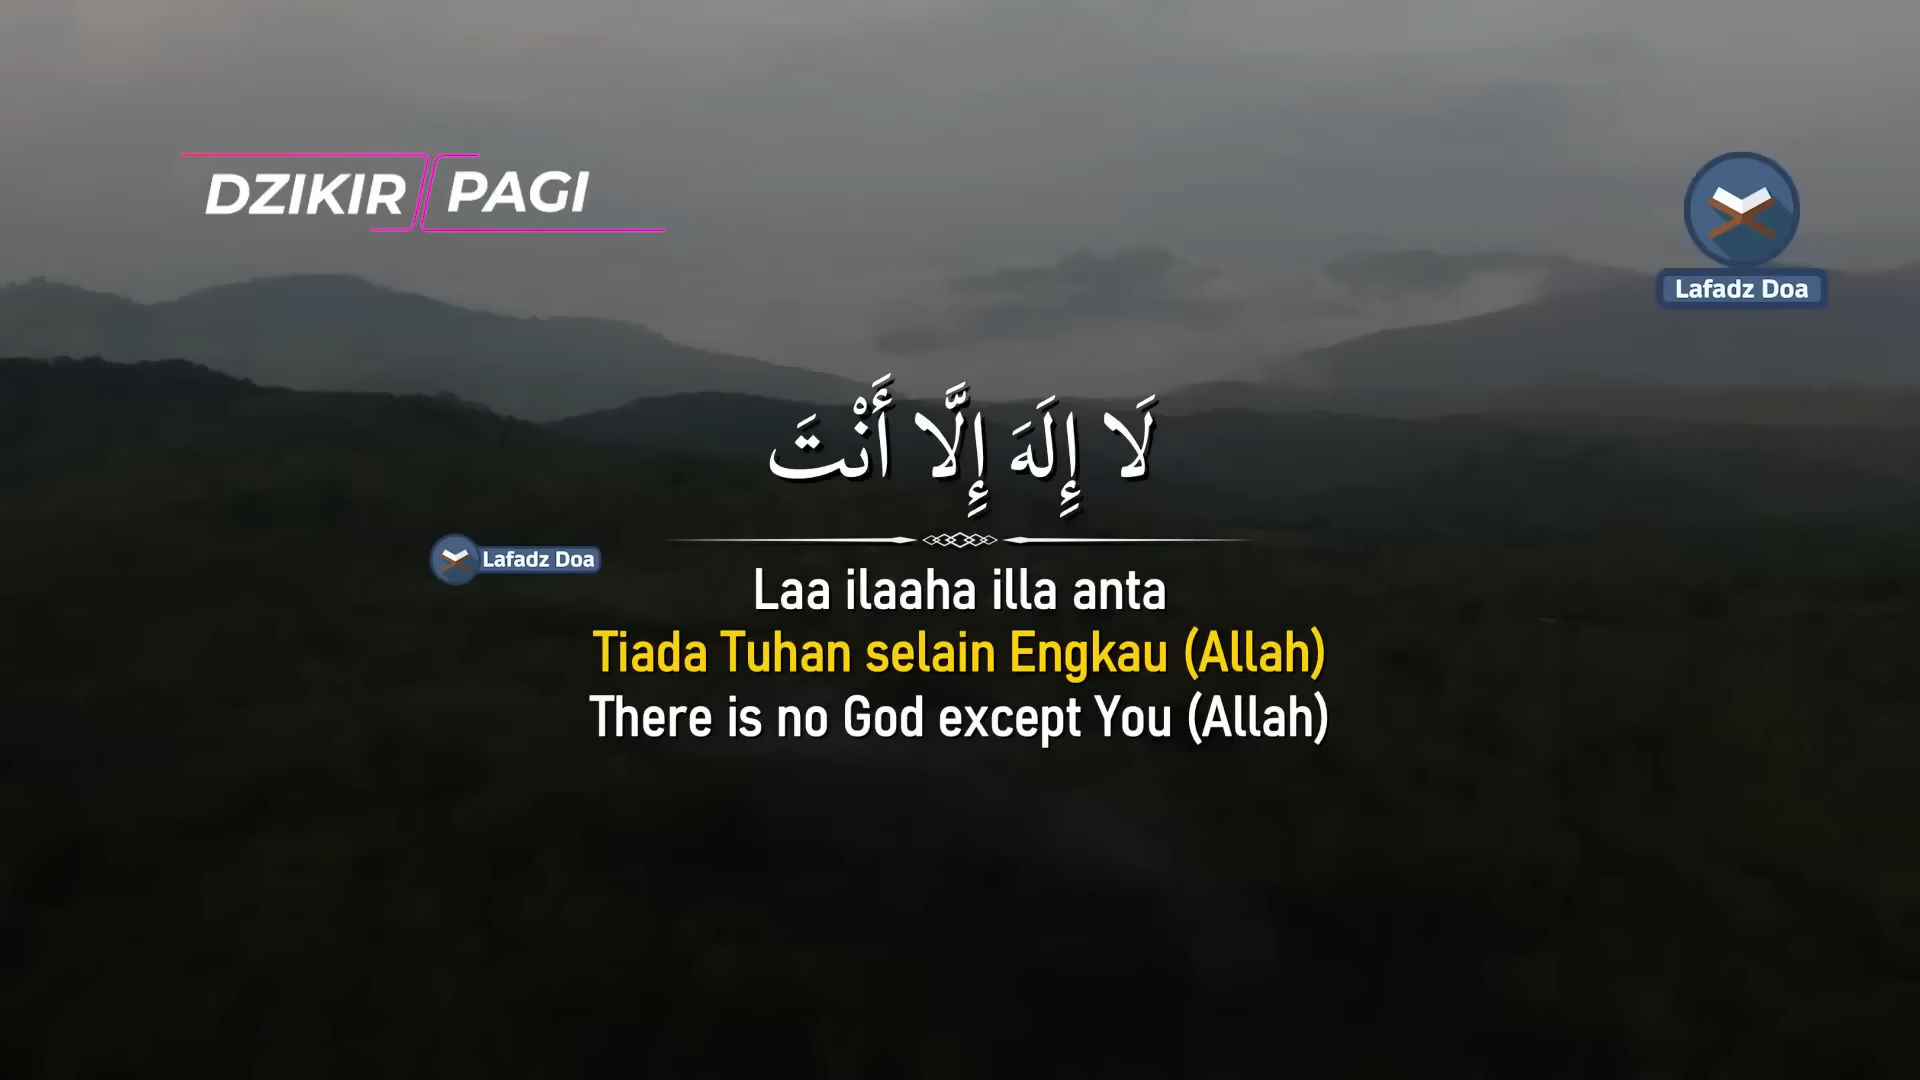 DZIKIR PAGI
Lafadz Doa
لَا إِلَهَ إِلَّا أَنْتَ
Lafadz Doa
Laa ilaaha illa anta
Tiada Tuhan selain Engkau (Allah)
There is no God except You (Allah)